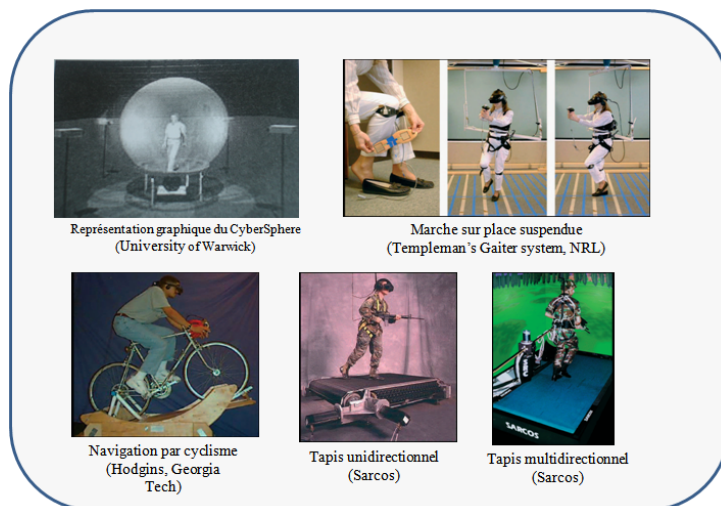 Représentation graphique du CyberSphere
(University of Warwick)
Marche sur place suspendue
(Templeman's Gaiter system, NRL)
SARCOS
Navigation par cyclisme
(Hodgins, Georgia
Tech)
Tapis unidirectionnel
(Sarcos)
Tapis multidirectionnel
(Sarcos)